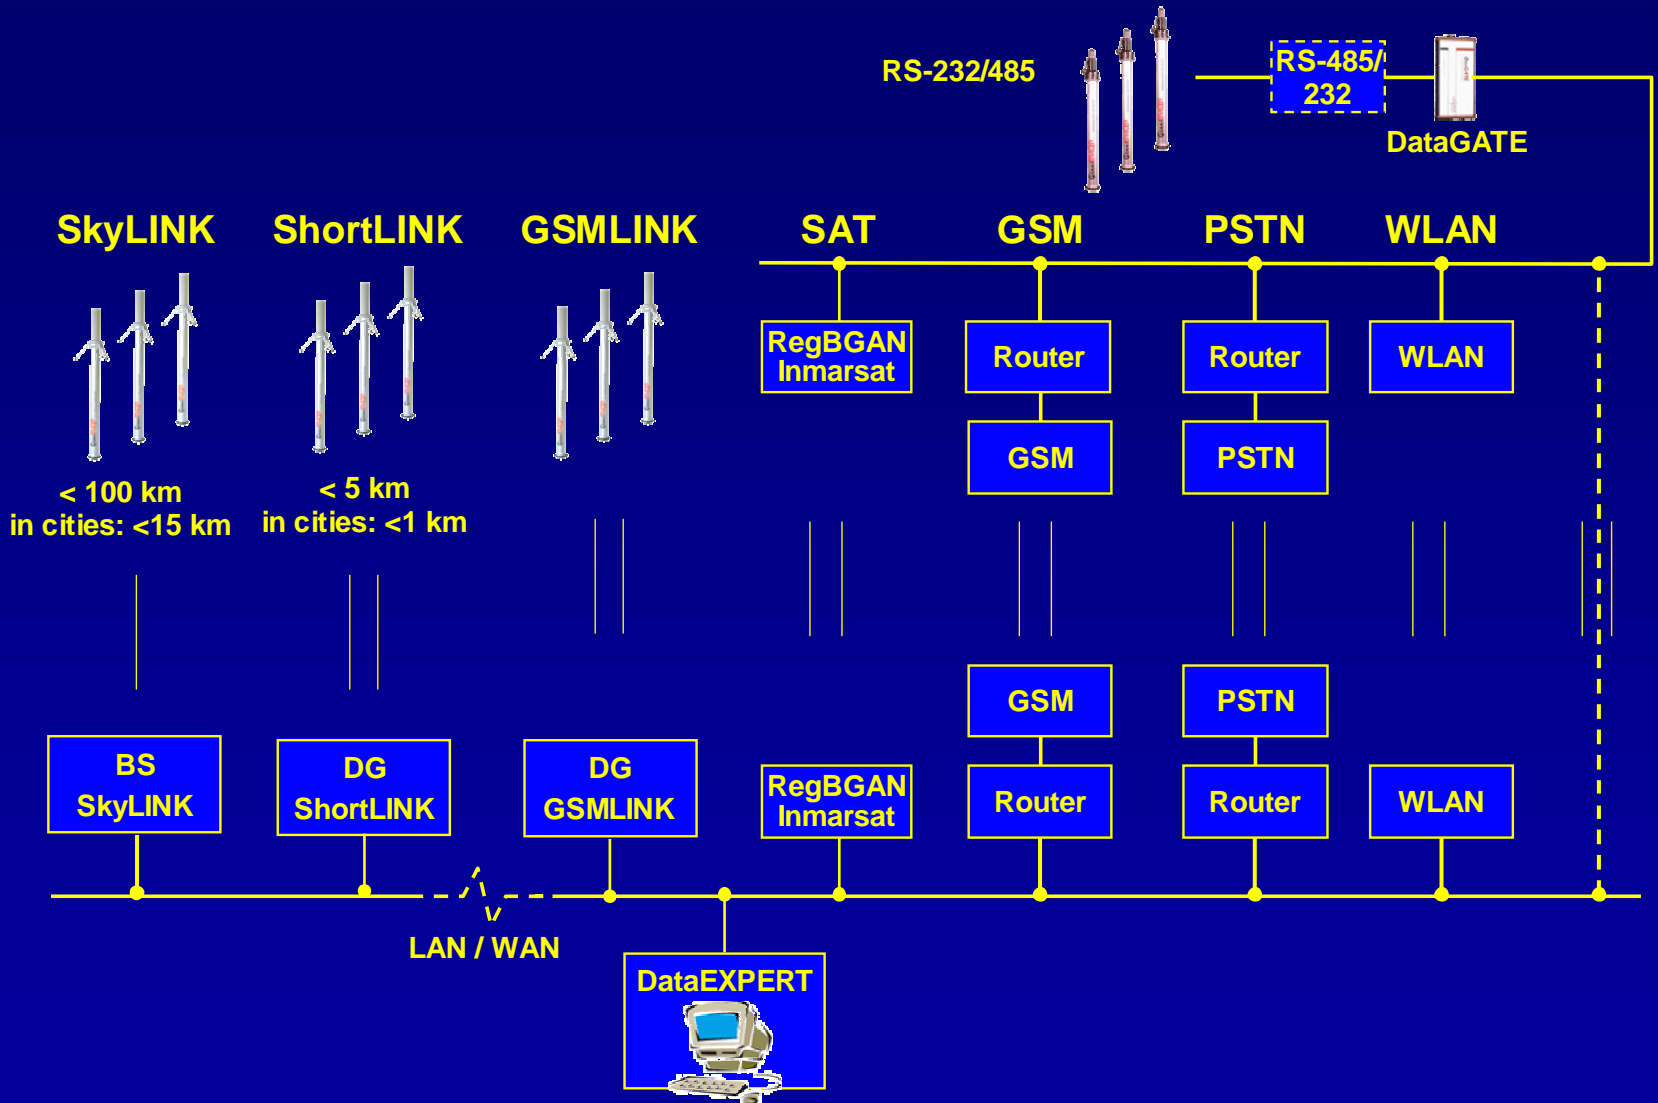 RS-232/485
RS-485/
232
DataGATE
SkyLINK
ShortLINK
GSMLINK
SAT
GSM
PSTN
WLAN
RegBGAN
Inmarsat
Router
Router
WLAN
GSM
PSTN
< 100 km
in cities: <15 km
< 5 km
in cities: <1 km
GSM
PSTN
BS
SkyLINK
DG
ShortLINK
DG
GSMLINK
RegBGAN
Inmarsat
Router
Router
WLAN
LAN / WAN
DataEXPERT